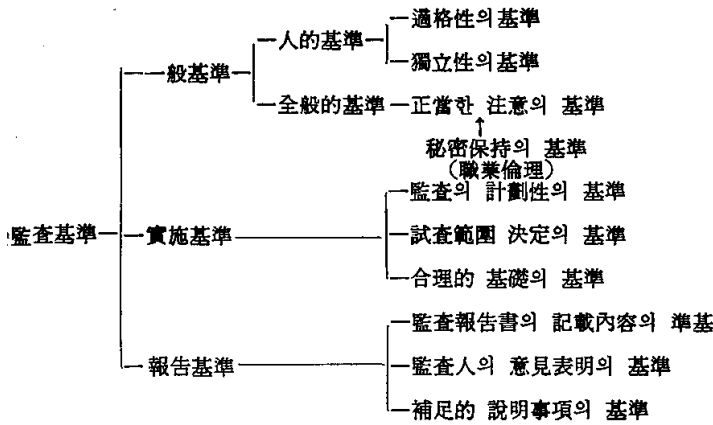 適格性의 基準
人的基準
獨立性의 基準
一般基準
全般的基準
正當한 注意의 基準
秘密保持의 基準
(職業倫理)
監査의 計劃性의 基準
監査基準
實施基準
試査範圍 決定의 基準
合理的 基礎의 基準
監査報告書의 記載內容의 準基
報告基準
監査人의 意見表明의 基準
補足的 說明事項의 基準